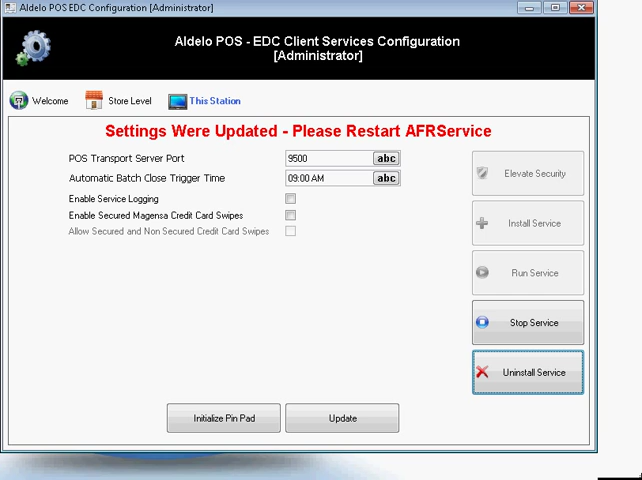 Aldelo POS EDC Configuration [Administrator]
Aldelo POS - EDC Client Services Configuration
[Administrator]
Welcome
Store Level
This Station
Settings Were Updated - Please Restart AFRService
POS Transport Server Port
9500
abc
Automatic Batch Close Trigger Time
09:00 AM
abc
Enable Service Logging
Enable Secured Magensa Credit Card Swipes
Allow Secured and Non Secured Credit Card Swipes
Elevate Security
Install Service
Run Service
Stop Service
Uninstall Service
Initialize Pin Pad
Update